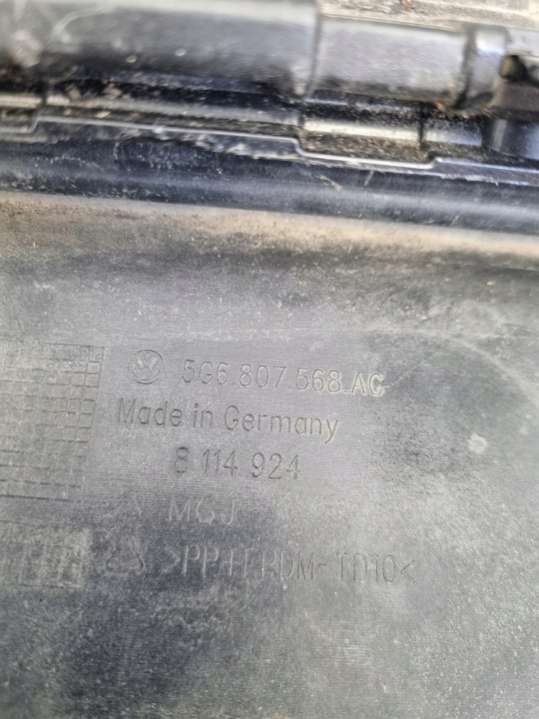 5G6.807.568.AC
Made in Germany
8 114 924
MGJ
>PP+EPDM-TD10<